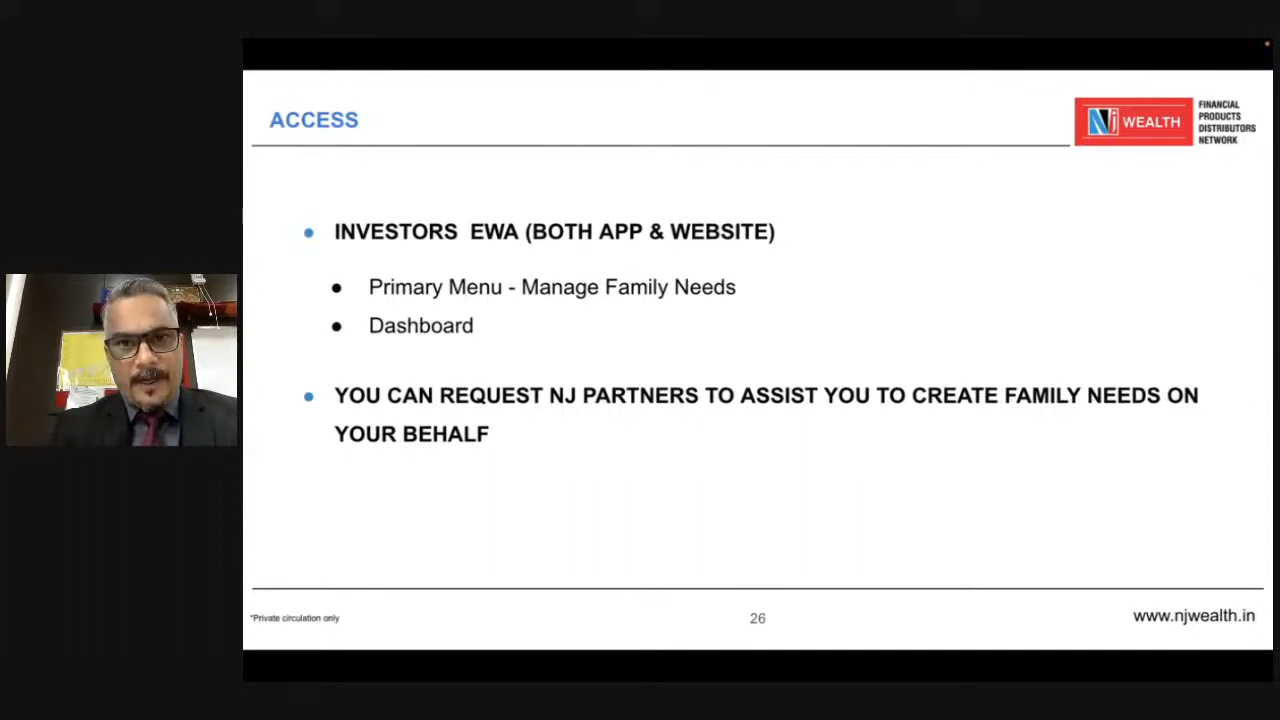 ACCESS
Nj WEALTH
FINANCIAL
PRODUCTS
DISTRIBUTORS
NETWORK
INVESTORS EWA (BOTH APP & WEBSITE)
Primary Menu - Manage Family Needs
Dashboard
YOU CAN REQUEST NJ PARTNERS TO ASSIST YOU TO CREATE FAMILY NEEDS ON
YOUR BEHALF
*Private circulation only
26
www.njwealth.in